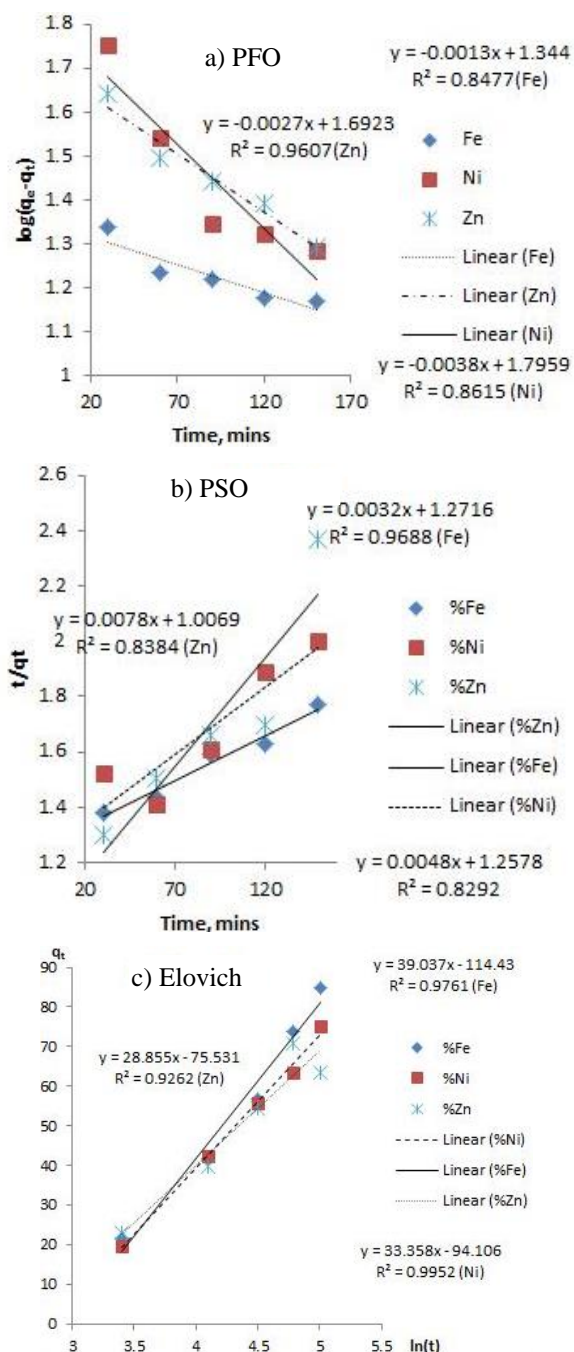 a) PFO
y = -0.0013x + 1.344
R² = 0.8477(Fe)
y = -0.0027x + 1.6923
R² = 0.9607(Zn)
log(qe-qt)
1.8
1.7
1.6
1.5
1.4
1.3
1.2
1.1
1
20
70
120
170
Time, mins
Fe
Ni
Zn
Linear (Fe)
Linear (Zn)
Linear (Ni)
y = -0.0038x + 1.7959
R² = 0.8615 (Ni)
b) PSO
y = 0.0032x + 1.2716
R² = 0.9688 (Fe)
y = 0.0078x + 1.0069
R² = 0.8384 (Zn)
t/qt
2.6
2.4
2.2
2
1.8
1.6
1.4
1.2
20
70
120
Time, mins
%Fe
%Ni
%Zn
Linear (%Zn)
Linear (%Fe)
Linear (%Ni)
y = 0.0048x + 1.2578
R² = 0.8292
qt
c) Elovich
y = 39.037x - 114.43
R² = 0.9761 (Fe)
y = 28.855x - 75.531
R² = 0.9262 (Zn)
90
80
70
60
50
40
30
20
10
0
3
3.5
4
4.5
5
5.5
ln(t)
%Fe
%Ni
%Zn
Linear (%Ni)
Linear (%Fe)
Linear (%Zn)
y = 33.358x - 94.106
R² = 0.9952 (Ni)